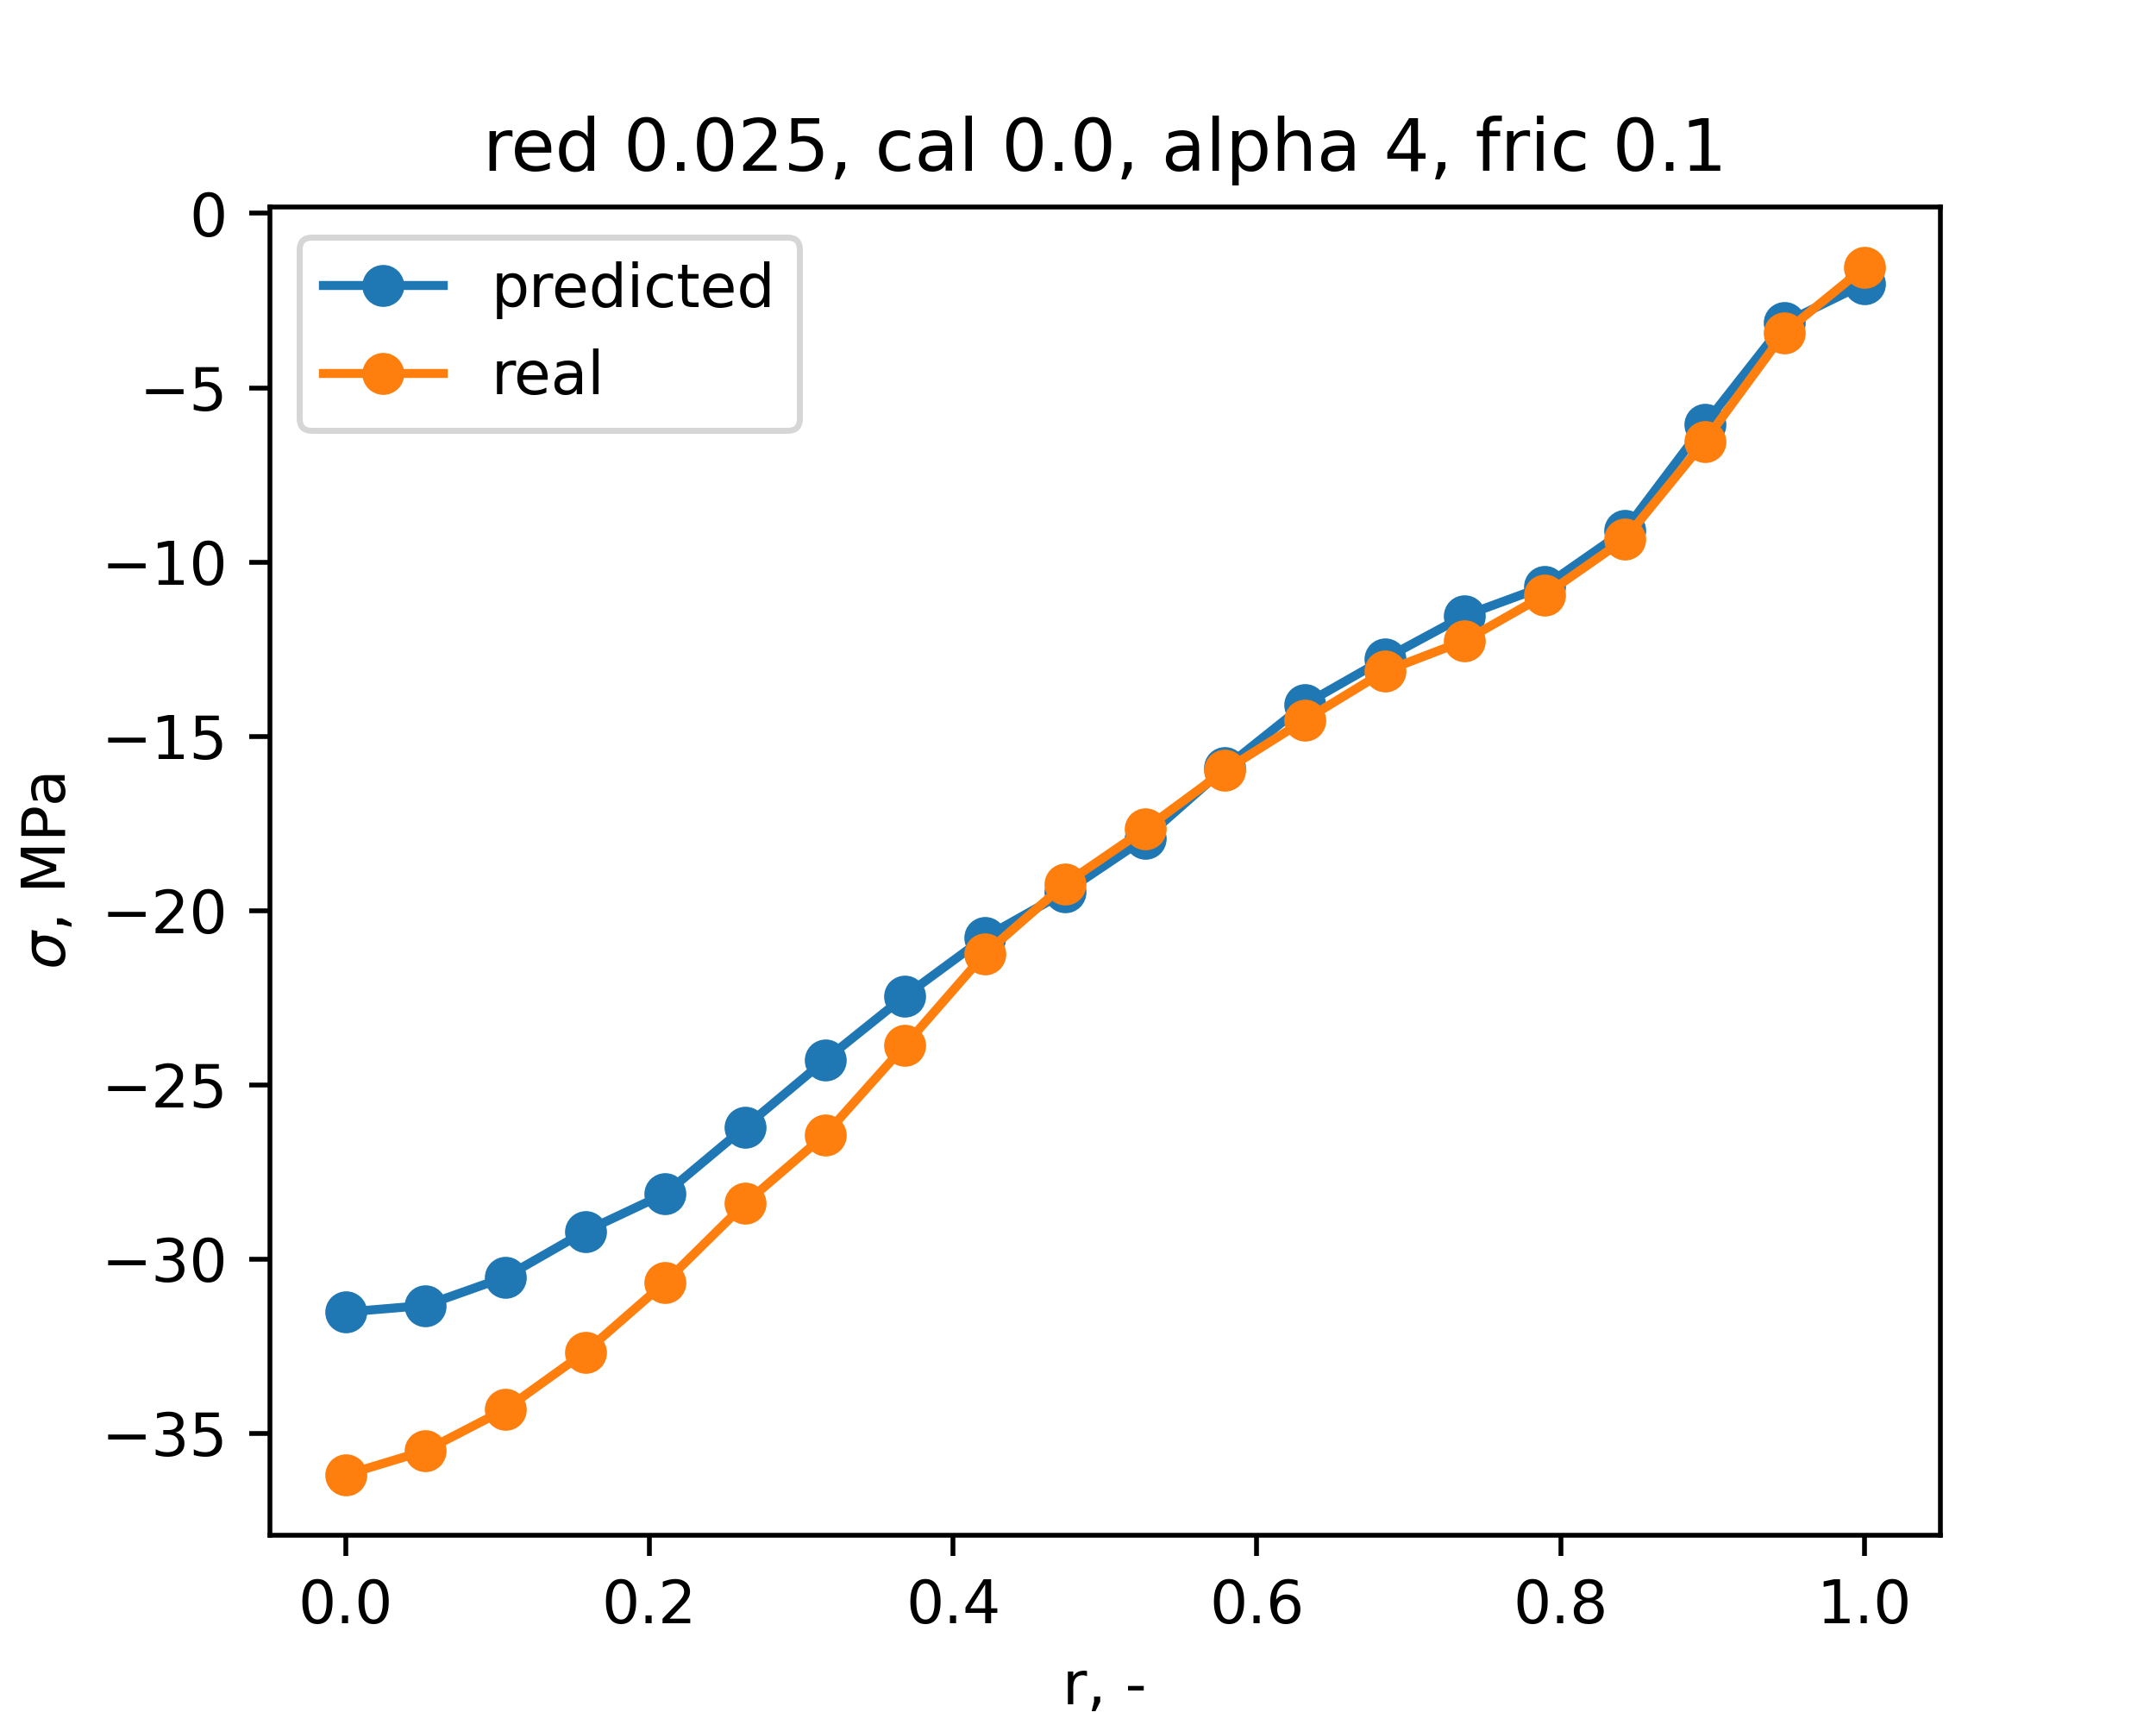 red 0.025, cal 0.0, alpha 4, fric 0.1
predicted
real
0
−5
−10
−15
−20
−25
−30
−35
σ, MPa
0.0 0.2 0.4 0.6 0.8 1.0
r, -